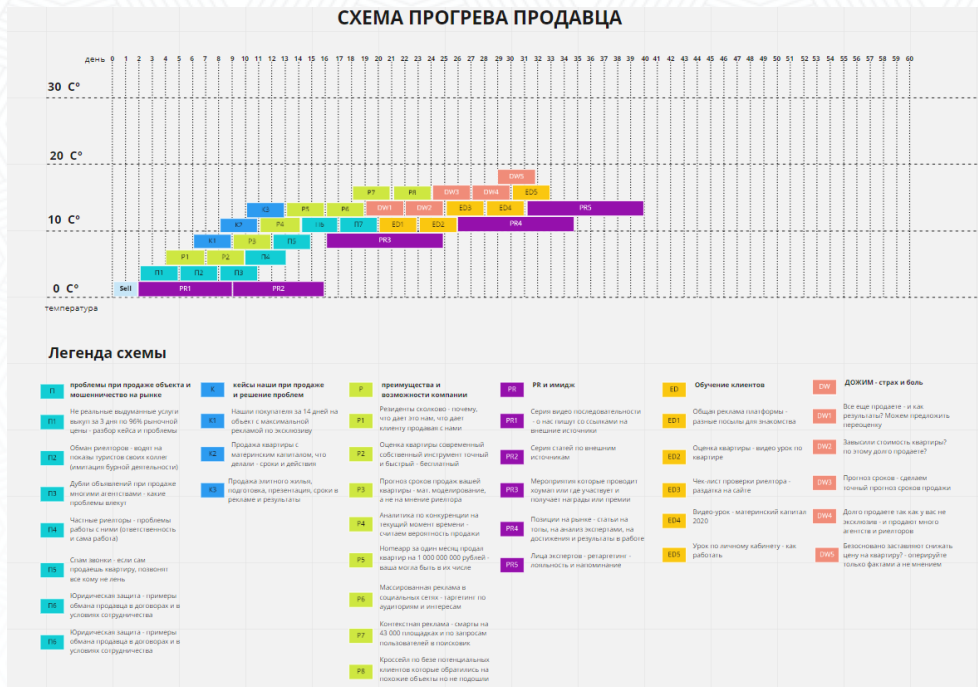 СХЕМА ПРОГРЕВА ПРОДАВЦА
день 0 1 2 3 4 5 6 7 8 9 10 11 12 13 14 15 16 17 18 19 20 21 22 23 24 25 26 27 28 29 30 31 32 33 34 35 36 37 38 39 40 41 42 43 44 45 46 47 48 49 50 51 52 53 54 55 56 57 58 59 60
30 C°
20 C°
DW5
P7 P8 DW3 DW4 ED5
K3 P5 P6 DW1 DW2 ED3 ED4 PR5
10 C°
K2 P4 П6 П7 ED1 ED2 PR4
K1 P3 П5 PR3
P1 P2 П4
П1 П2 П3
0 C°
Sell PR1 PR2
температура
Легенда схемы
П
проблемы при продаже объекта и
мошенничество на рынке
П1
Не реальные выдуманные услуги
выкуп за 3 дня по 96% рыночной
цены - разбор кейса и проблемы
П2
Обман риелторов - водят на
показы туристов своих коллег
(имитация бурной деятельности)
П3
Дубли объявлений при продаже
многими агентствами - какие
проблемы влекут
П4
Частные риелторы - проблемы
работы с ними (ответственность
и сама работа)
П5
Спам звонки - если сам
продаешь квартиру, позвонят
все кому не лень
П6
Юридическая защита - примеры
обмана продавца в договорах и в
условиях сотрудничества
П6
Юридическая защита - примеры
обмана продавца в договорах и в
условиях сотрудничества
K
кейсы наши при продаже
и решение проблем
K1
Нашли покупателя за 14 дней на
объект с максимальной
рекламой по эксклюзиву
K2
Продажа квартиры с
материнским капиталом, что
делали - сроки и действия
K3
Продажа элитного жилья,
подготовка, презентация, сроки в
рекламе и результаты
P
преимущества и
возможности компании
P1
Резиденты сколково - почему,
что дает это нам, что дает
клиенту продавая с нами
P2
Оценка квартиры современный
собственный инструмент точный
и быстрый - бесплатный
P3
Прогноз сроков продаж вашей
квартиры - мат. моделирование,
а не на мнение риелтора
P4
Аналитика по конкуренции на
текущий момент времени -
считаем вероятность продажи
P5
Homeapp за один месяц продал
квартир на 1 000 000 000 рублей -
ваша могла быть в их числе
P6
Массированная реклама в
социальных сетях - таргетинг по
аудиториям и интересам
P7
Контекстная реклама - смарты на
43 000 площадках и по запросам
пользователей в поисковик
P8
Кроссейл по безе потенциальных
клиентов которые обратились на
похожие объекты но не подошли
PR
PR и имидж
PR1
Серия видео последовательности
- о нас пишут со ссылками на
внешние источники
PR2
Серия статей по внешним
источникам
PR3
Мероприятия которые проводит
хоумап или где участвует и
получает награды или премии
PR4
Позиции на рынке - статьи на
топы, на анализ экспертами, на
достижения и результаты в работе
PR5
Лица экспертов - ретаргетинг -
лояльность и напоминание
ED
Обучение клиентов
ED1
Общая реклама платформы -
разные посылы для знакомства
ED2
Оценка квартиры - видео урок по
квартире
ED3
Чек-лист проверки риелтора -
раздатка на сайте
ED4
Видео-урок - материнский капитал
2020
ED5
Урок по личному кабинету - как
работать
DW
ДОЖИМ - страх и боль
DW1
Все еще продаете - и как
результаты? Можем предложить
переоценку
DW2
Завысили стоимость квартиры?
по этому долго продаете?
DW3
Прогноз сроков - сделаем
точный прогноз сроков продажи
DW4
Долго продаете так как у вас не
эксклюзив - и продают много
агентств и риелторов
DW5
Безосновано заставляют снижать
цену на квартиру? - оперируйте
только фактами а не мнением